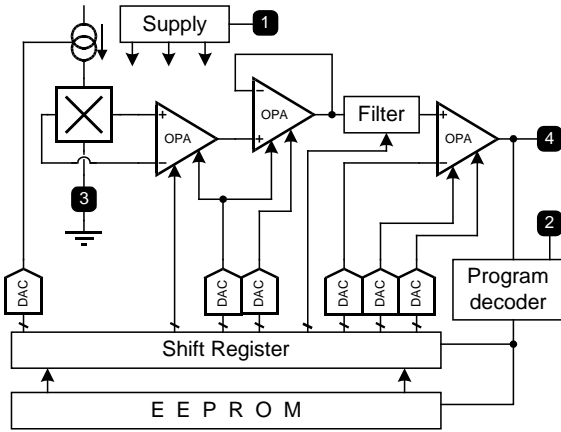 Supply
1
+
−
OPA
−
+
OPA
Filter
+
−
OPA
4
3
2
DAC
DAC
DAC
DAC
DAC
DAC
Program
decoder
Shift Register
E E P R O M